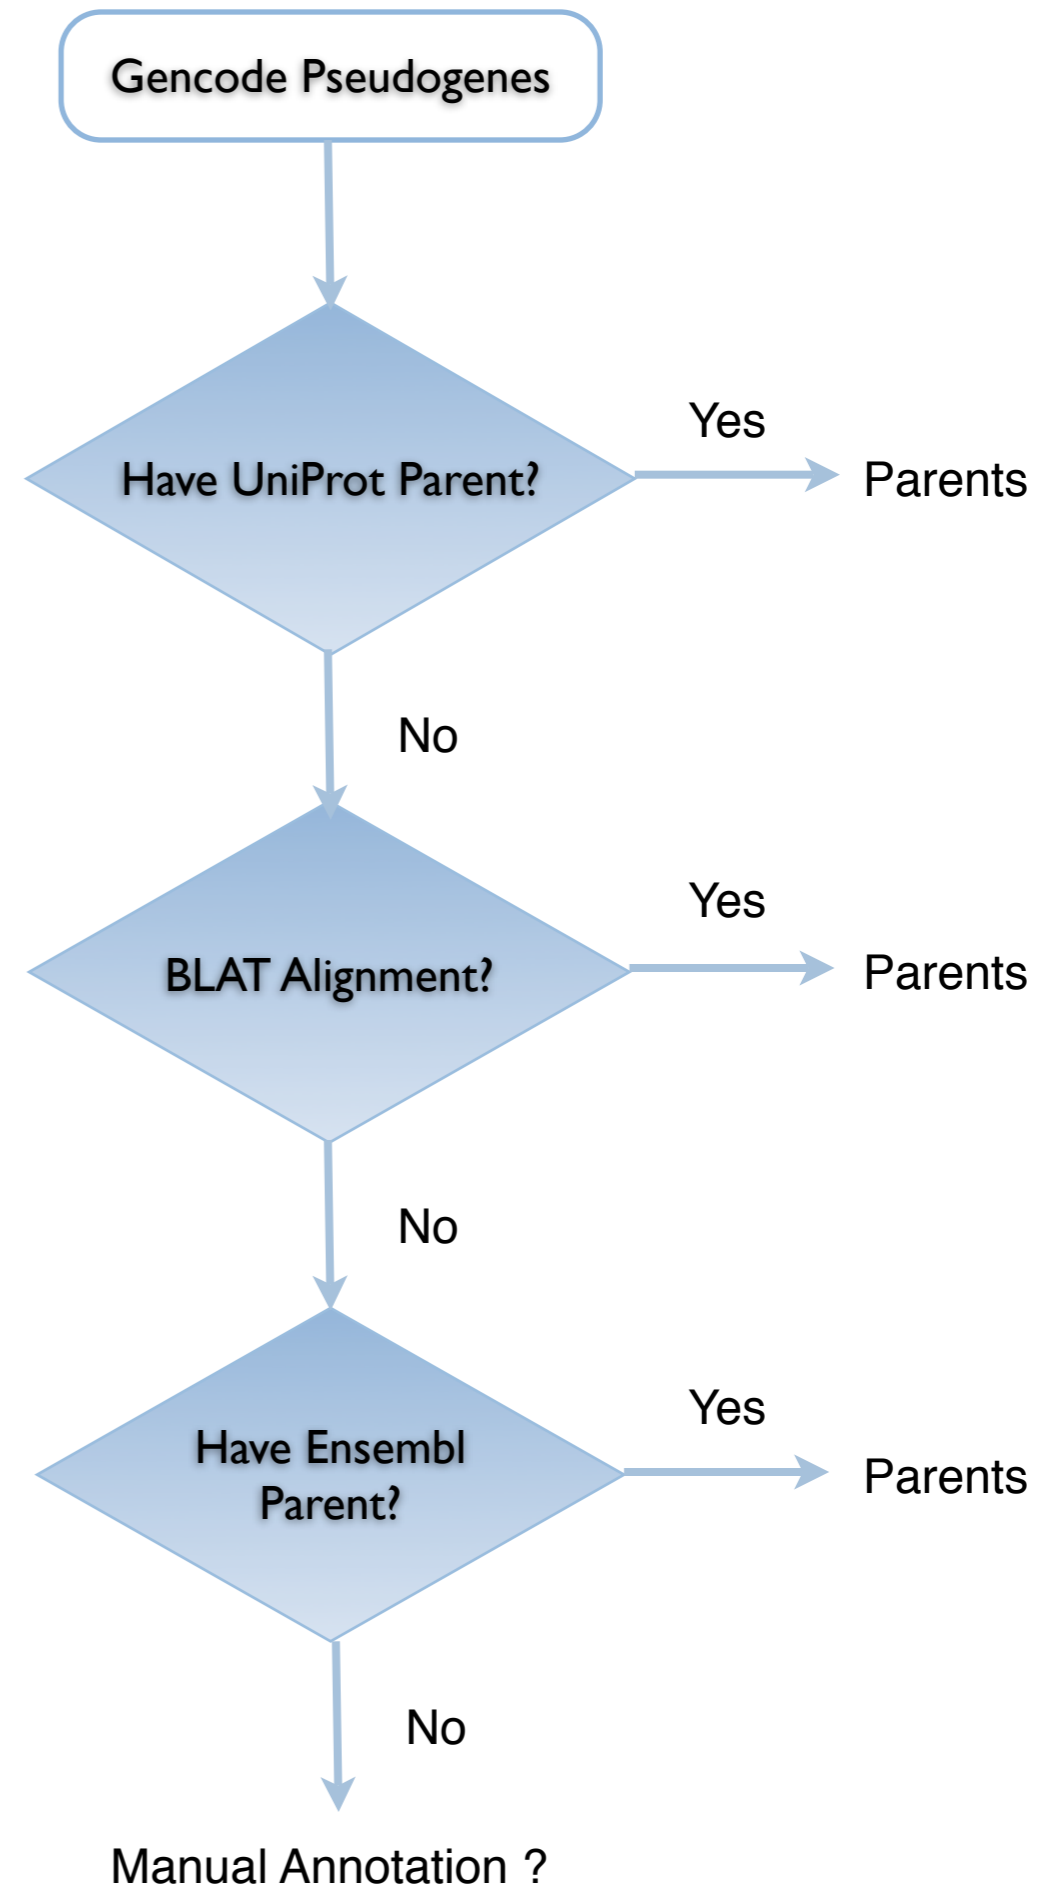 Gencode Pseudogenes
Yes
Have UniProt Parent?
Parents
No
Yes
BLAT Alignment?
Parents
No
Yes
Have Ensembl
Parent?
Parents
No
Manual Annotation ?